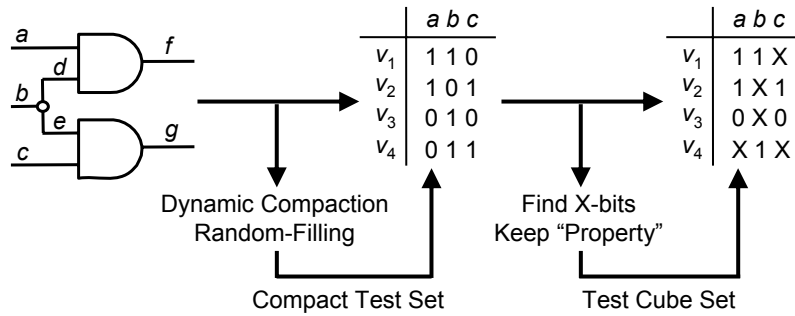 a
b
c
d
e
f
g
a b c
v1 1 1 0
v2 1 0 1
v3 0 1 0
v4 0 1 1
a b c
v1 1 1 X
v2 1 X 1
v3 0 X 0
v4 X 1 X
Dynamic Compaction
Random-Filling
Find X-bits
Keep “Property”
Compact Test Set
Test Cube Set